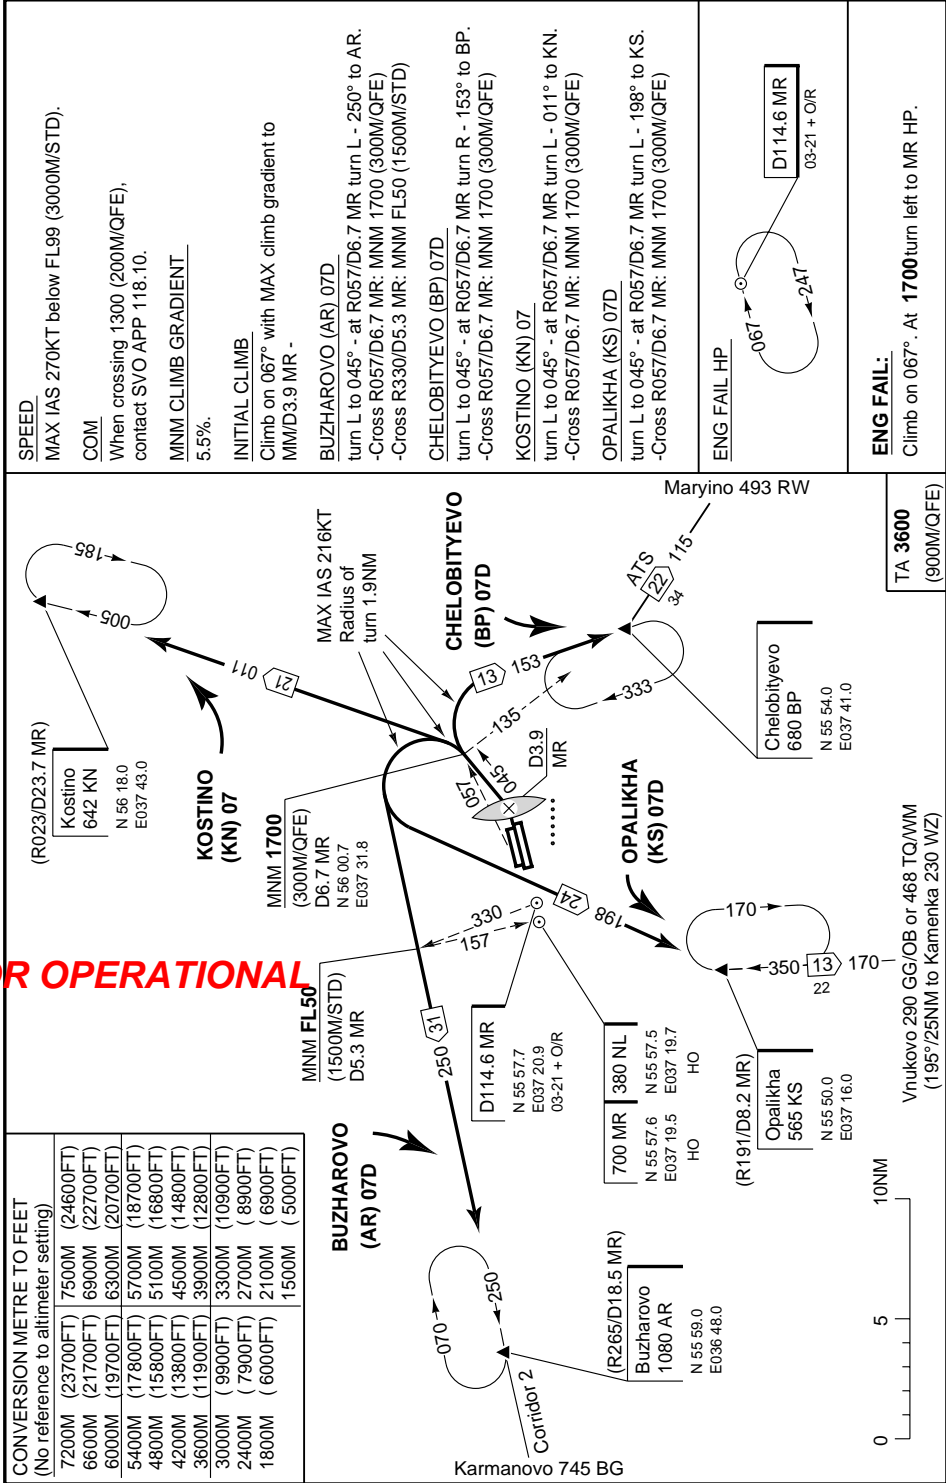 SPEED
MAX IAS 270KT below FL99 (3000M/STD).
COM
When crossing 1300 (200M/QFE),
contact SVO APP 118.10.
MNM CLIMB GRADIENT
5.5%.
INITIAL CLIMB
Climb on 067° with MAX climb gradient to
MM/D3.9 MR -
BUZHAROVO (AR) 07D
turn L to 045° - at R057/D6.7 MR turn L - 250° to AR.
-Cross R057/D6.7 MR: MNM 1700 (300M/QFE)
-Cross R330/D5.3 MR: MNM FL50 (1500M/STD)
CHELOBITYEVO (BP) 07D
turn L to 045° - at R057/D6.7 MR turn R - 153° to BP.
-Cross R057/D6.7 MR: MNM 1700 (300M/QFE)
KOSTINO (KN) 07
turn L to 045° - at R057/D6.7 MR turn L - 011° to KN.
-Cross R057/D6.7 MR: MNM 1700 (300M/QFE)
OPALIKHA (KS) 07D
turn L to 045° - at R057/D6.7 MR turn L - 198° to KS.
-Cross R057/D6.7 MR: MNM 1700 (300M/QFE)
ENG FAIL HP
067
247
D114.6 MR
03-21 + O/R
ENG FAIL:
Climb on 067°. At 1700 turn left to MR HP.
CONVERSION METRE TO FEET
(No reference to altimeter setting)
7200M (23700FT) 7500M (24600FT)
6600M (21700FT) 6900M (22700FT)
6000M (19700FT) 6300M (20700FT)
5400M (17800FT) 5700M (18700FT)
4800M (15800FT) 5100M (16800FT)
4200M (13800FT) 4500M (14800FT)
3600M (11900FT) 3900M (12800FT)
3000M ( 9900FT) 3300M (10900FT)
2400M ( 7900FT) 2700M ( 8900FT)
1800M ( 6000FT) 2100M ( 6900FT)
1500M ( 5000FT)
R OPERATIONAL
(R023/D23.7 MR)
Kostino
642 KN
N 56 18.0
E037 43.0
185
005
011
21
KOSTINO
(KN) 07
MAX IAS 216KT
Radius of
turn 1.9NM
MNM 1700
(300M/QFE)
D6.7 MR
N 56 00.7
E037 31.8
MNM FL50
(1500M/STD)
D5.3 MR
BUZHAROVO
(AR) 07D
250
31
070
250
Corridor 2
Karmanovo 745 BG
(R265/D18.5 MR)
Buzharovo
1080 AR
N 55 59.0
E036 48.0
330
157
D114.6 MR
N 55 57.7
E037 20.9
03-21 + O/R
700 MR
N 55 57.6
E037 19.5
HO
380 NL
N 55 57.5
E037 19.7
HO
057
045
D3.9
MR
135
CHELOBITYEVO
(BP) 07D
13
153
333
ATS
22
34
115
Maryino 493 RW
Chelobityevo
680 BP
N 55 54.0
E037 41.0
OPALIKHA
(KS) 07D
24
198
170
350
13
22
170
(R191/D8.2 MR)
Opalikha
565 KS
N 55 50.0
E037 16.0
Vnukovo 290 GG/OB or 468 TQ/WM
(195°/25NM to Kamenka 230 WZ)
TA 3600
(900M/QFE)
0
5
10NM